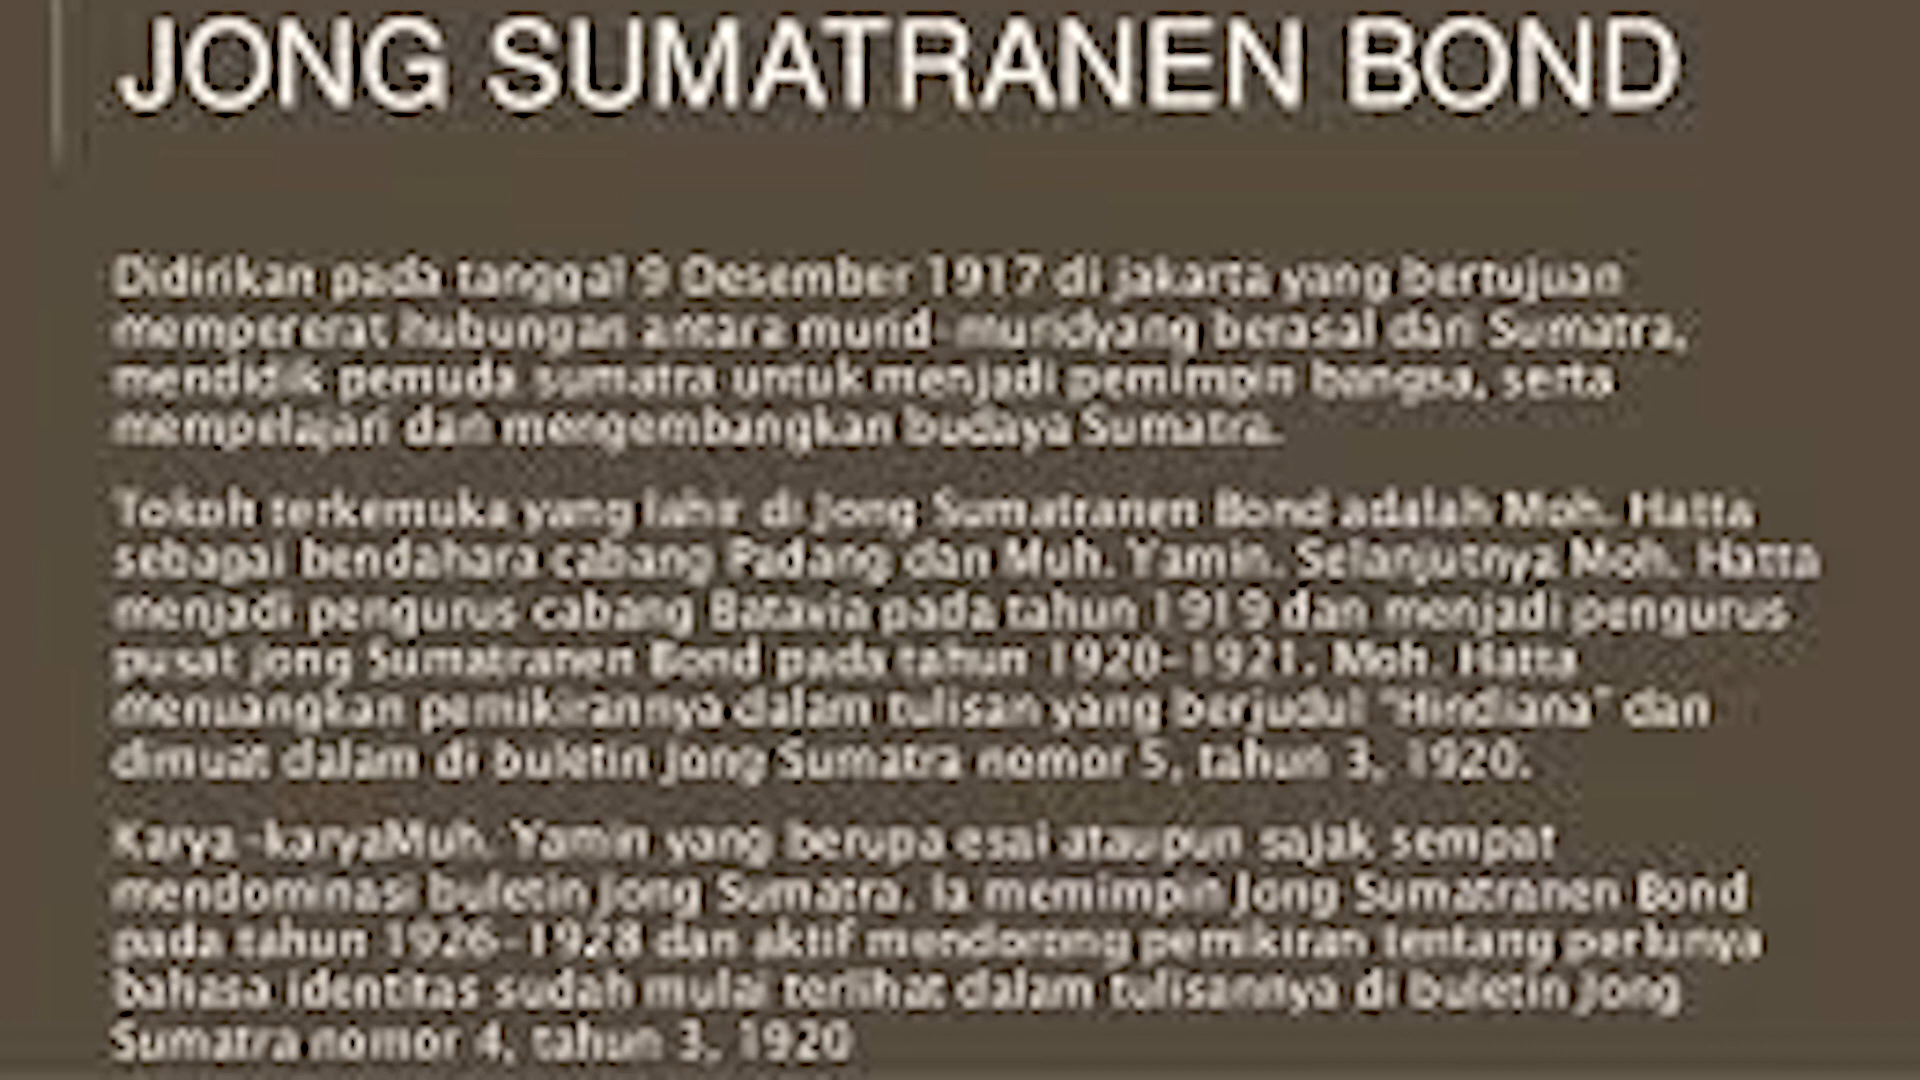 JONG SUMATRANEN BOND
Didirikan pada tanggal 9 Desember 1917 di Jakarta yang bertujuan
mempererat hubungan antara murid-muridyang berasal dari Sumatra,
mendidik pemuda sumatra untuk menjadi pemimpin bangsa, serta
mempelajari dan mengembangkan budaya Sumatra.
Tokoh terkemuka yang lahir di Jong Sumatranen Bond adalah Moh. Hatta
sebagai bendahara cabang Padang dan Muh. Yamin. Selanjutnya Moh. Hatta
menjadi pengurus cabang Batavia pada tahun 1919 dan menjadi pengurus
pusat Jong Sumatranen Bond pada tahun 1920-1921. Moh. Hatta
menuangkan pemikirannya dalam tulisan yang berjudul "Hindiana" dan
dimuat dalam di buletin Jong Sumatra nomor 5, tahun 3, 1920.
Karya-karyaMuh. Yamin yang berupa esai ataupun sajak sempat
mendominasi buletin Jong Sumatra. Ia memimpin Jong Sumatranen Bond
pada tahun 1926-1928 dan aktif mendorong pemikiran tentang perlunya
bahasa identitas sudah mulai terlihat dalam tulisannya di buletin Jong
Sumatra nomor 4, tahun 3, 1920